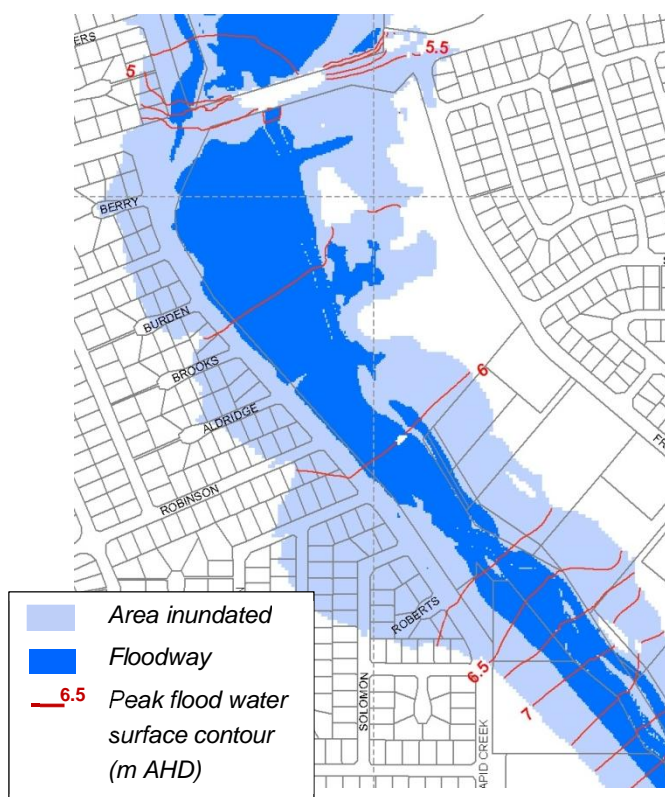 ERS
5
5.5
BERRY
BURDEN
BROOKS
ALDRIDGE
6
ROBINSON
FR
ROBERTS
6.5
7
SOLOMON
APID CREEK
Area inundated
Floodway
6.5 Peak flood water
surface contour
(m AHD)